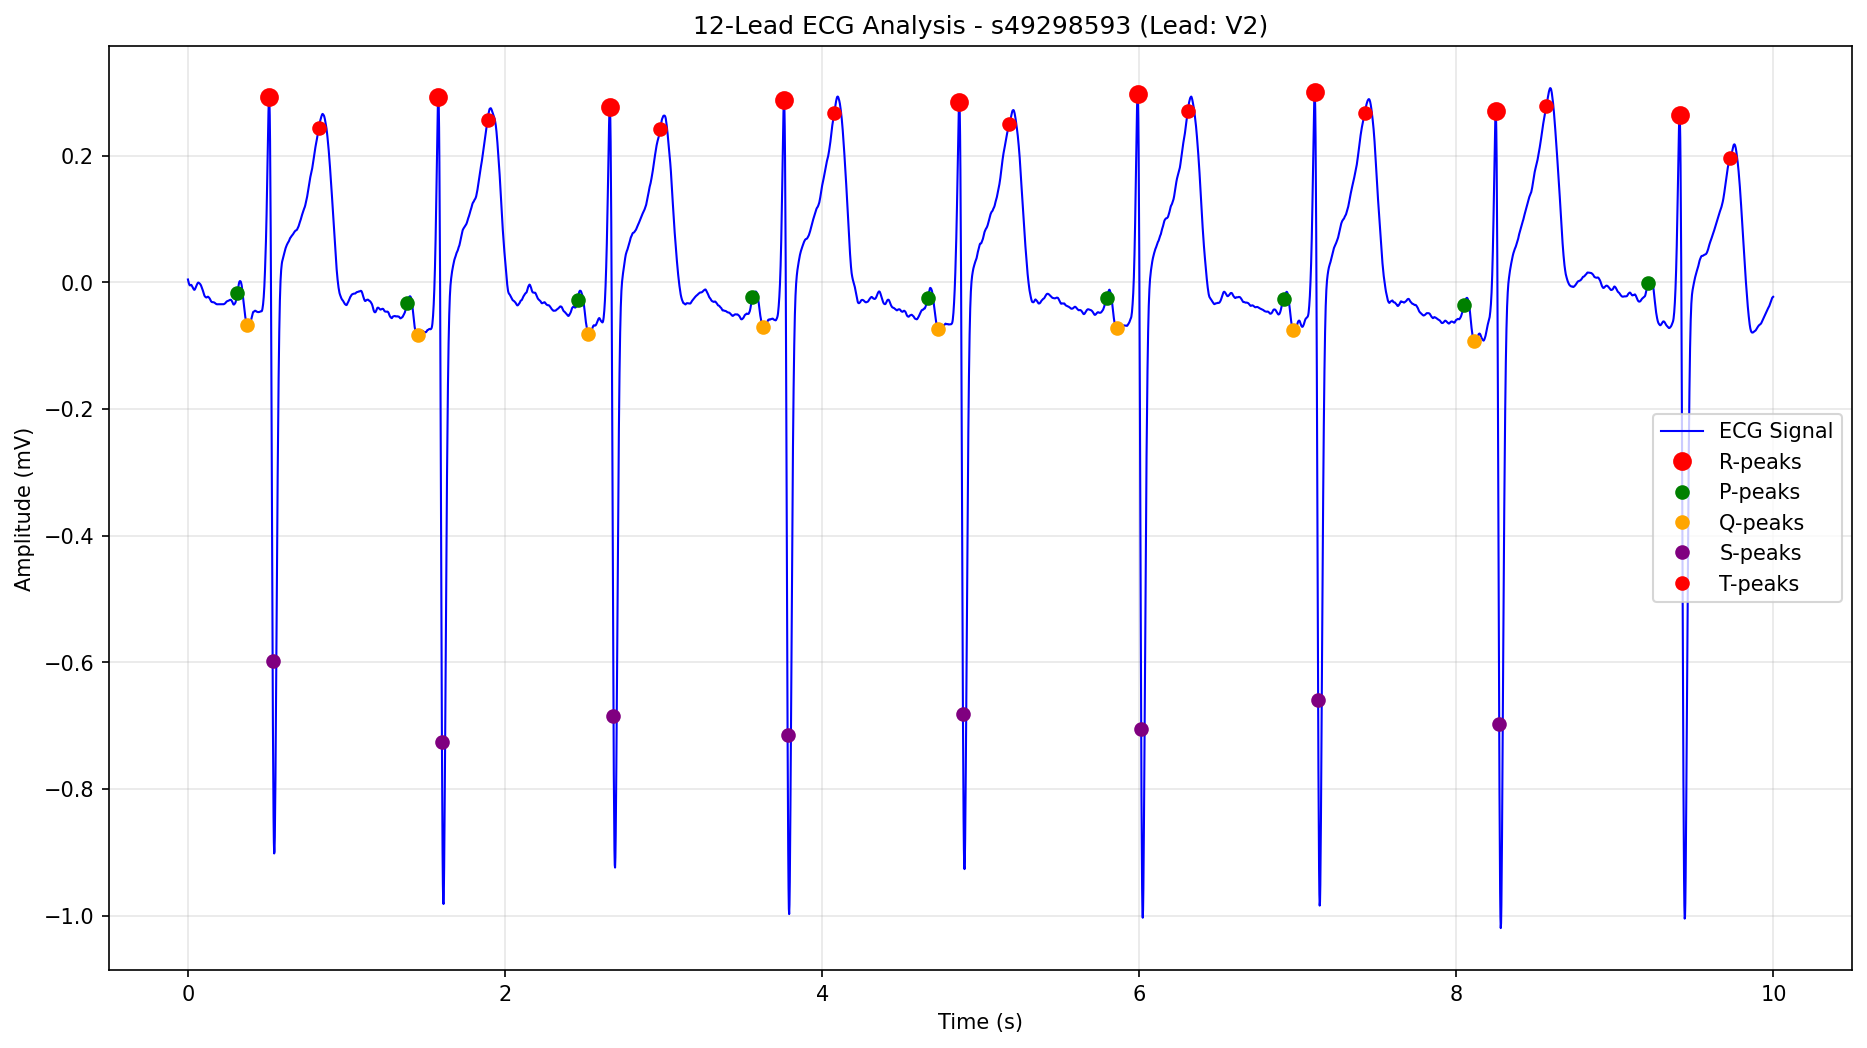 12-Lead ECG Analysis - s49298593 (Lead: V2)
Amplitude (mV)
0.2
0.0
−0.2
−0.4
−0.6
−0.8
−1.0
ECG Signal
R-peaks
P-peaks
Q-peaks
S-peaks
T-peaks
0 2 4 6 8 10
Time (s)